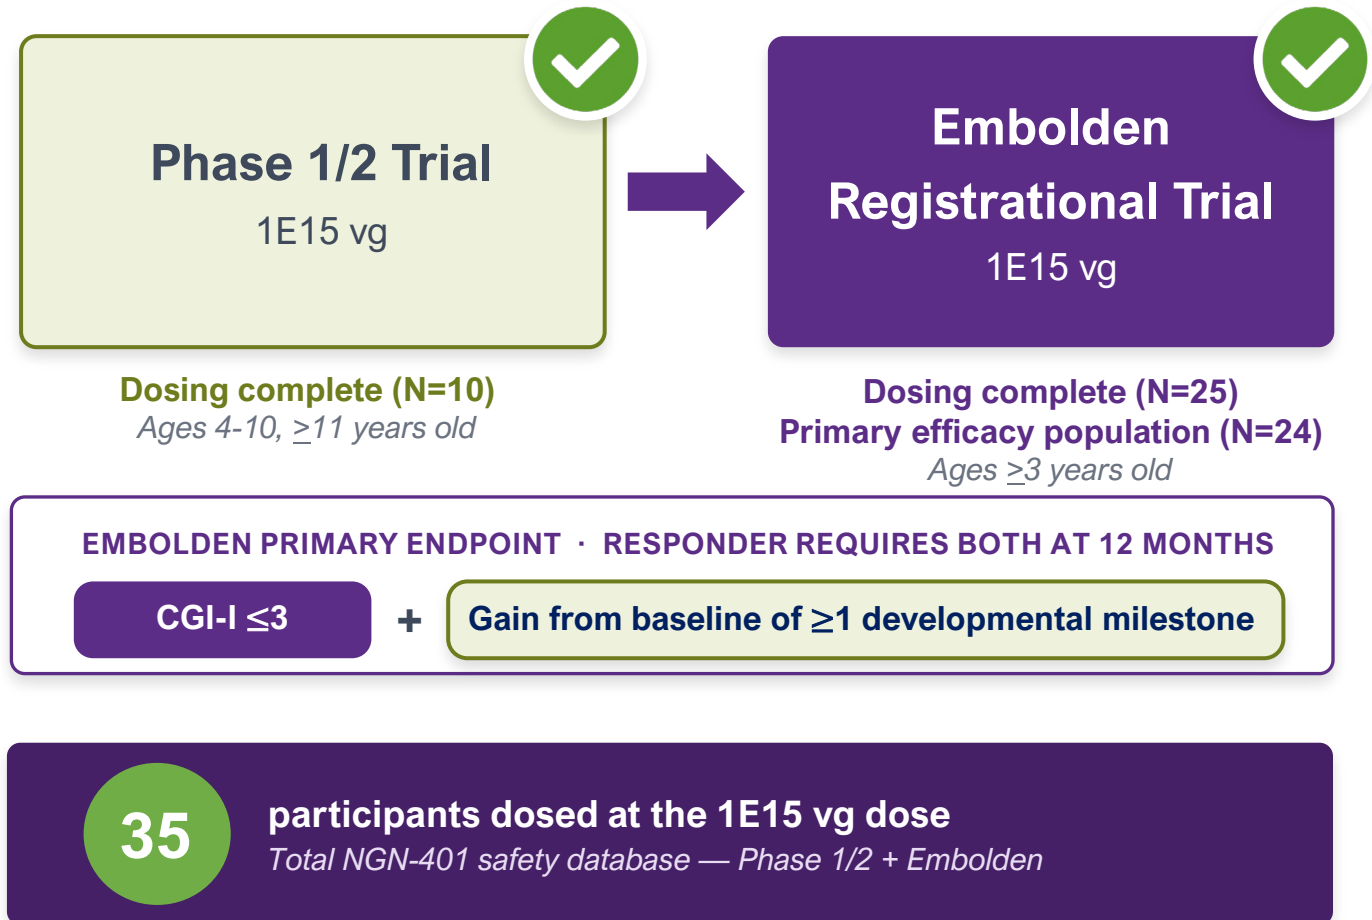 Phase 1/2 Trial
1E15 vg
Embolden
Registrational Trial
1E15 vg
Dosing complete (N=10)
Ages 4-10, ≥11 years old
Dosing complete (N=25)
Primary efficacy population (N=24)
Ages ≥3 years old
EMBOLDEN PRIMARY ENDPOINT · RESPONDER REQUIRES BOTH AT 12 MONTHS
CGI-I ≤3 + Gain from baseline of ≥1 developmental milestone
35
participants dosed at the 1E15 vg dose
Total NGN-401 safety database — Phase 1/2 + Embolden